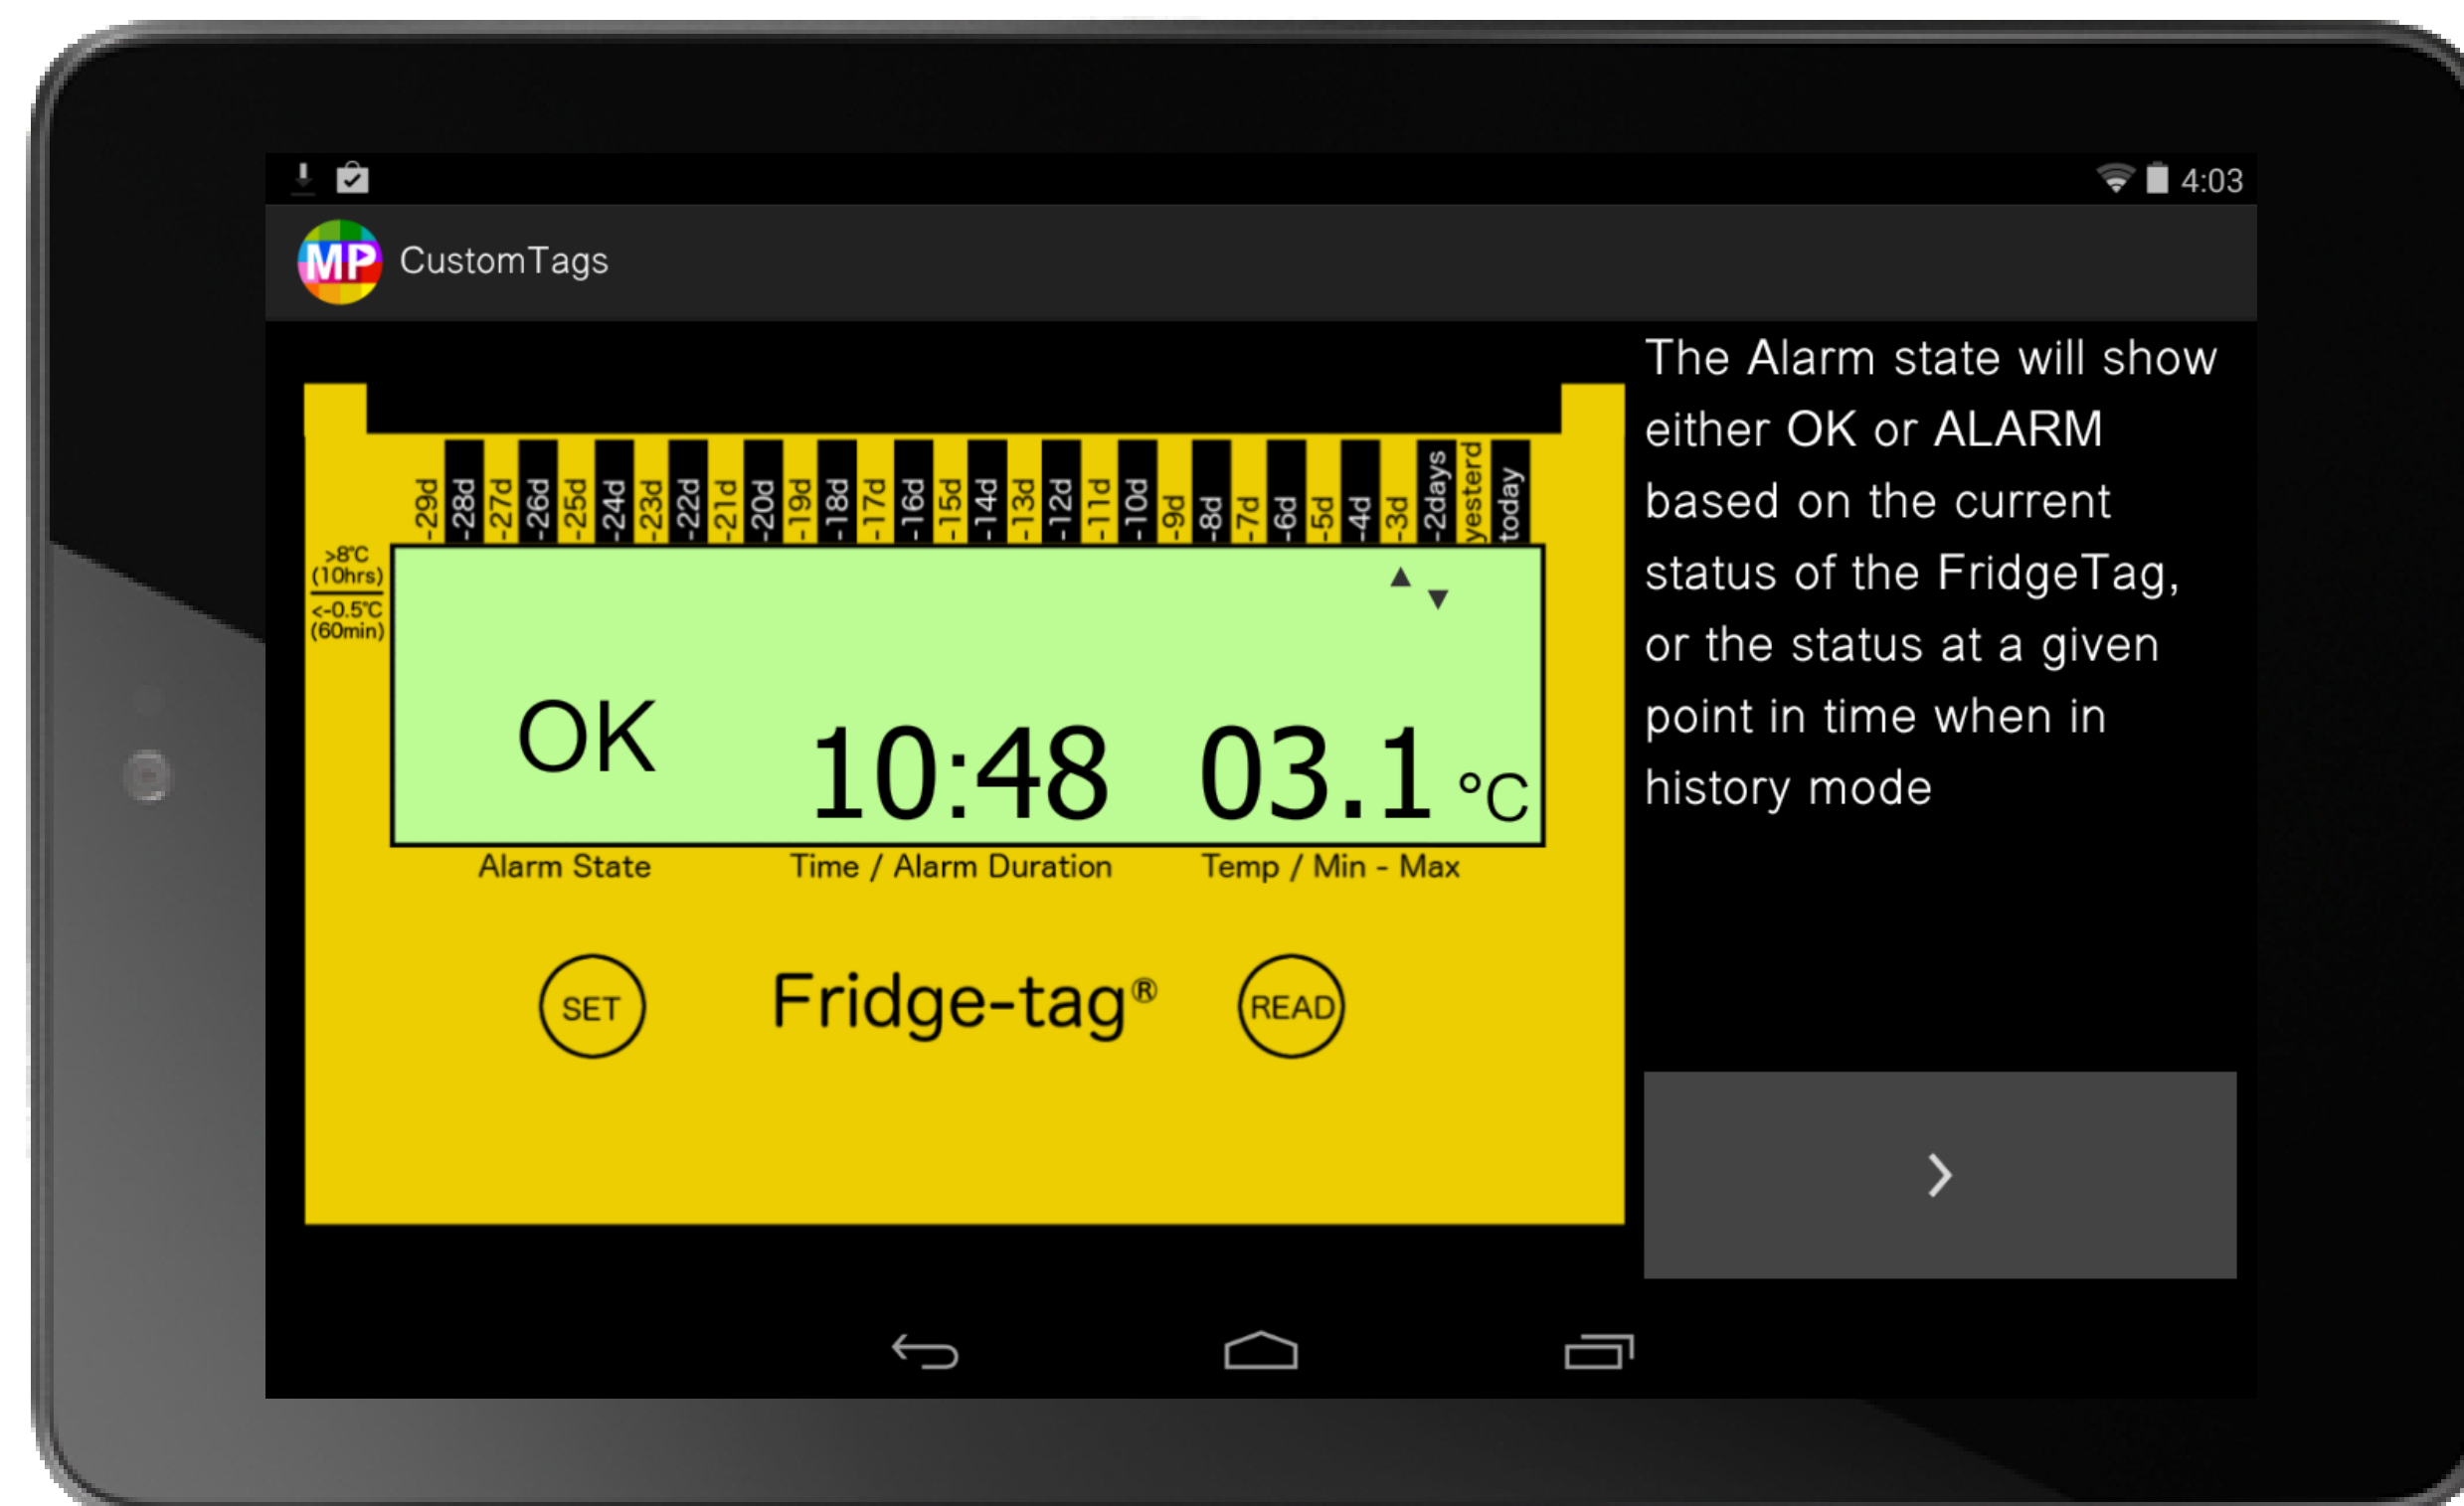 4:03
MP CustomTags
-29d -28d -27d -26d -25d -24d -23d -22d -21d -20d -19d -18d -17d -16d -15d -14d -13d -12d -11d -10d -9d -8d -7d -6d -5d -4d -3d -2days yesterd today
>8°C
(10hrs)
<-0.5°C
(60min)
OK 10:48 03.1 °C
Alarm State Time / Alarm Duration Temp / Min - Max
SET Fridge-tag® READ
The Alarm state will show
either OK or ALARM
based on the current
status of the FridgeTag,
or the status at a given
point in time when in
history mode